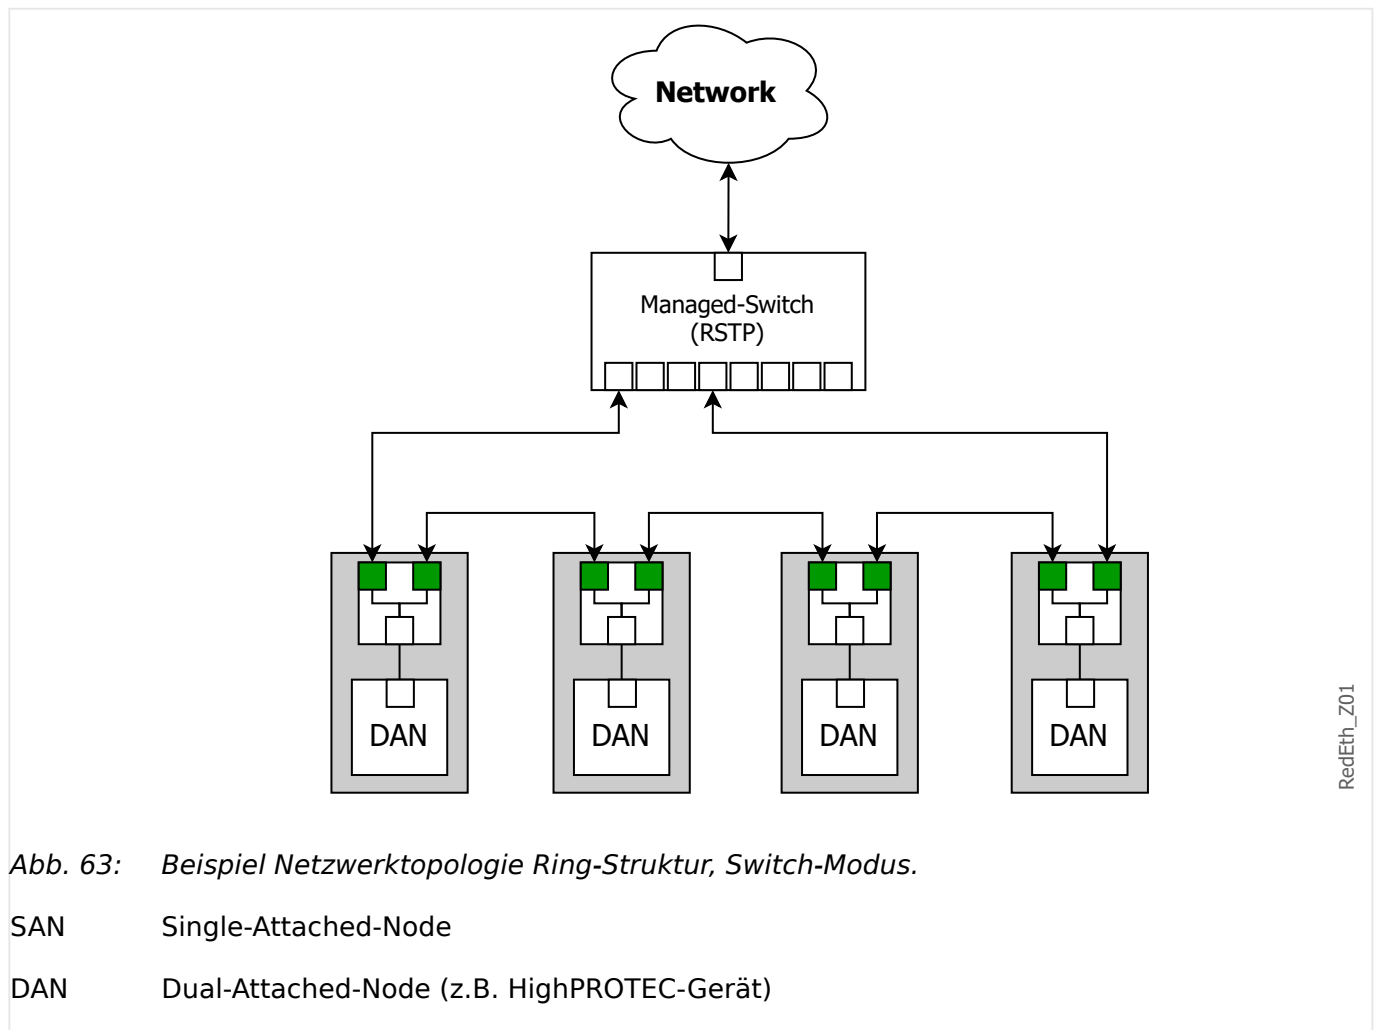 Network
Managed-Switch
(RSTP)
DAN DAN DAN DAN
RedEth_Z01
Abb. 63: Beispiel Netzwerktopologie Ring-Struktur, Switch-Modus.
SAN Single-Attached-Node
DAN Dual-Attached-Node (z.B. HighPROTEC-Gerät)